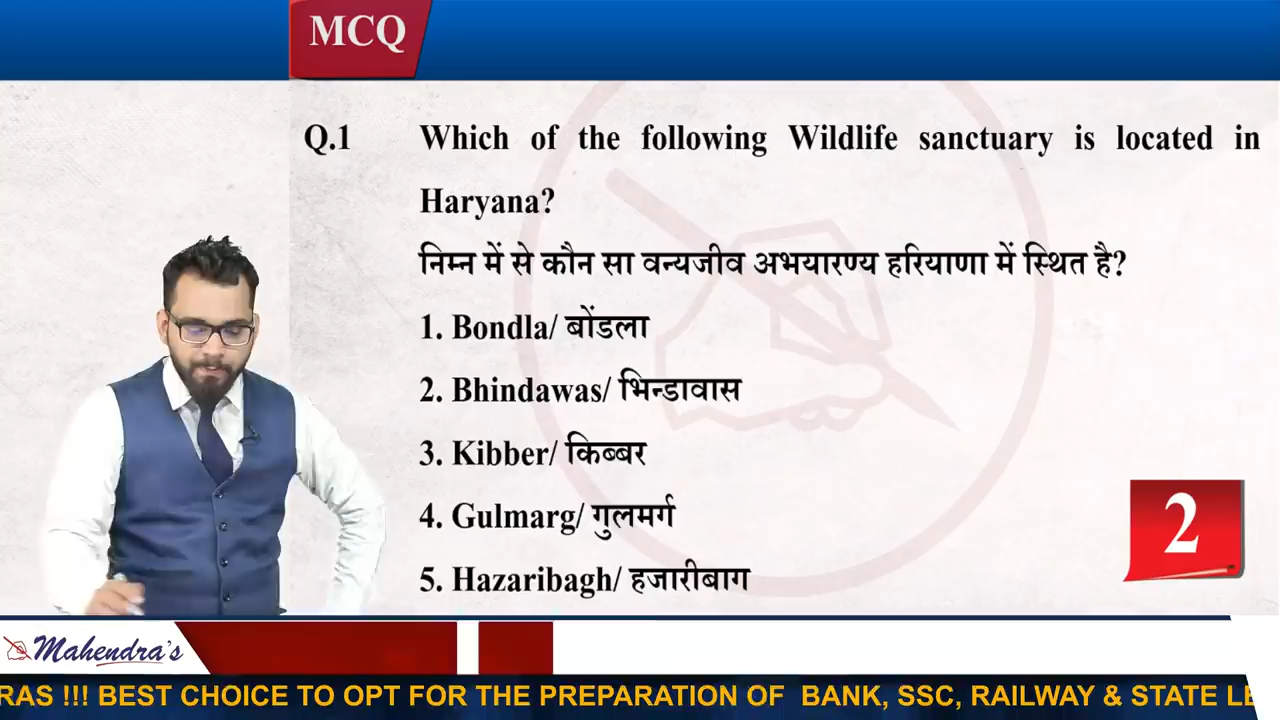 MCQ
Q.1 Which of the following Wildlife sanctuary is located in
Haryana?
निम्न में से कौन सा वन्यजीव अभयारण्य हरियाणा में स्थित है?
1. Bondla/ बोंडला
2. Bhindawas/ भिन्डावास
3. Kibber/ किब्बर
4. Gulmarg/ गुलमर्ग
2
5. Hazaribagh/ हजारीबाग
Mahendra's
RAS !!! BEST CHOICE TO OPT FOR THE PREPARATION OF BANK, SSC, RAILWAY & STATE LE